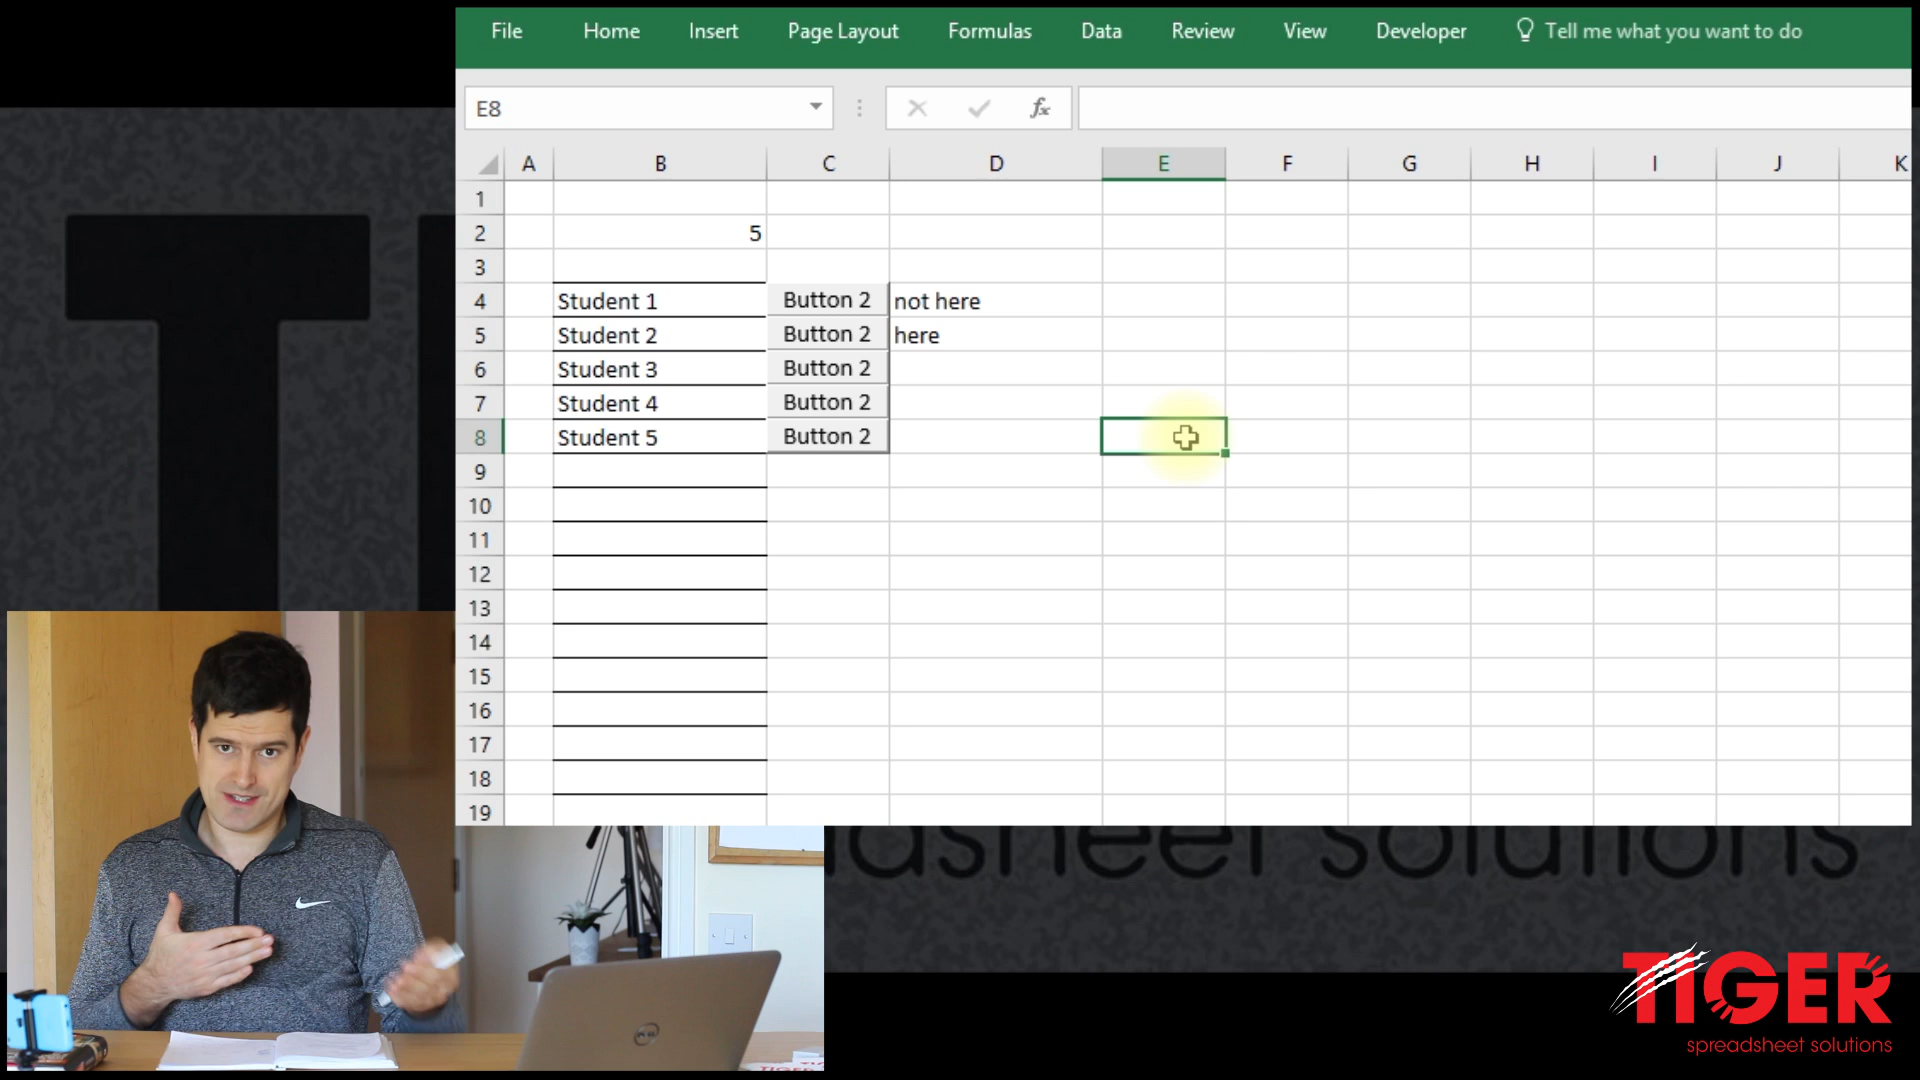 File Home Insert Page Layout Formulas Data Review View Developer Tell me what you want to do
E8 fx
A B C D E F G H I J K
1
2 5
3
4 Student 1 Button 2 not here
5 Student 2 Button 2 here
6 Student 3 Button 2
7 Student 4 Button 2
8 Student 5 Button 2
9
10
11
12
13
14
15
16
17
18
19
adsheet solutions
TIGER
spreadsheet solutions